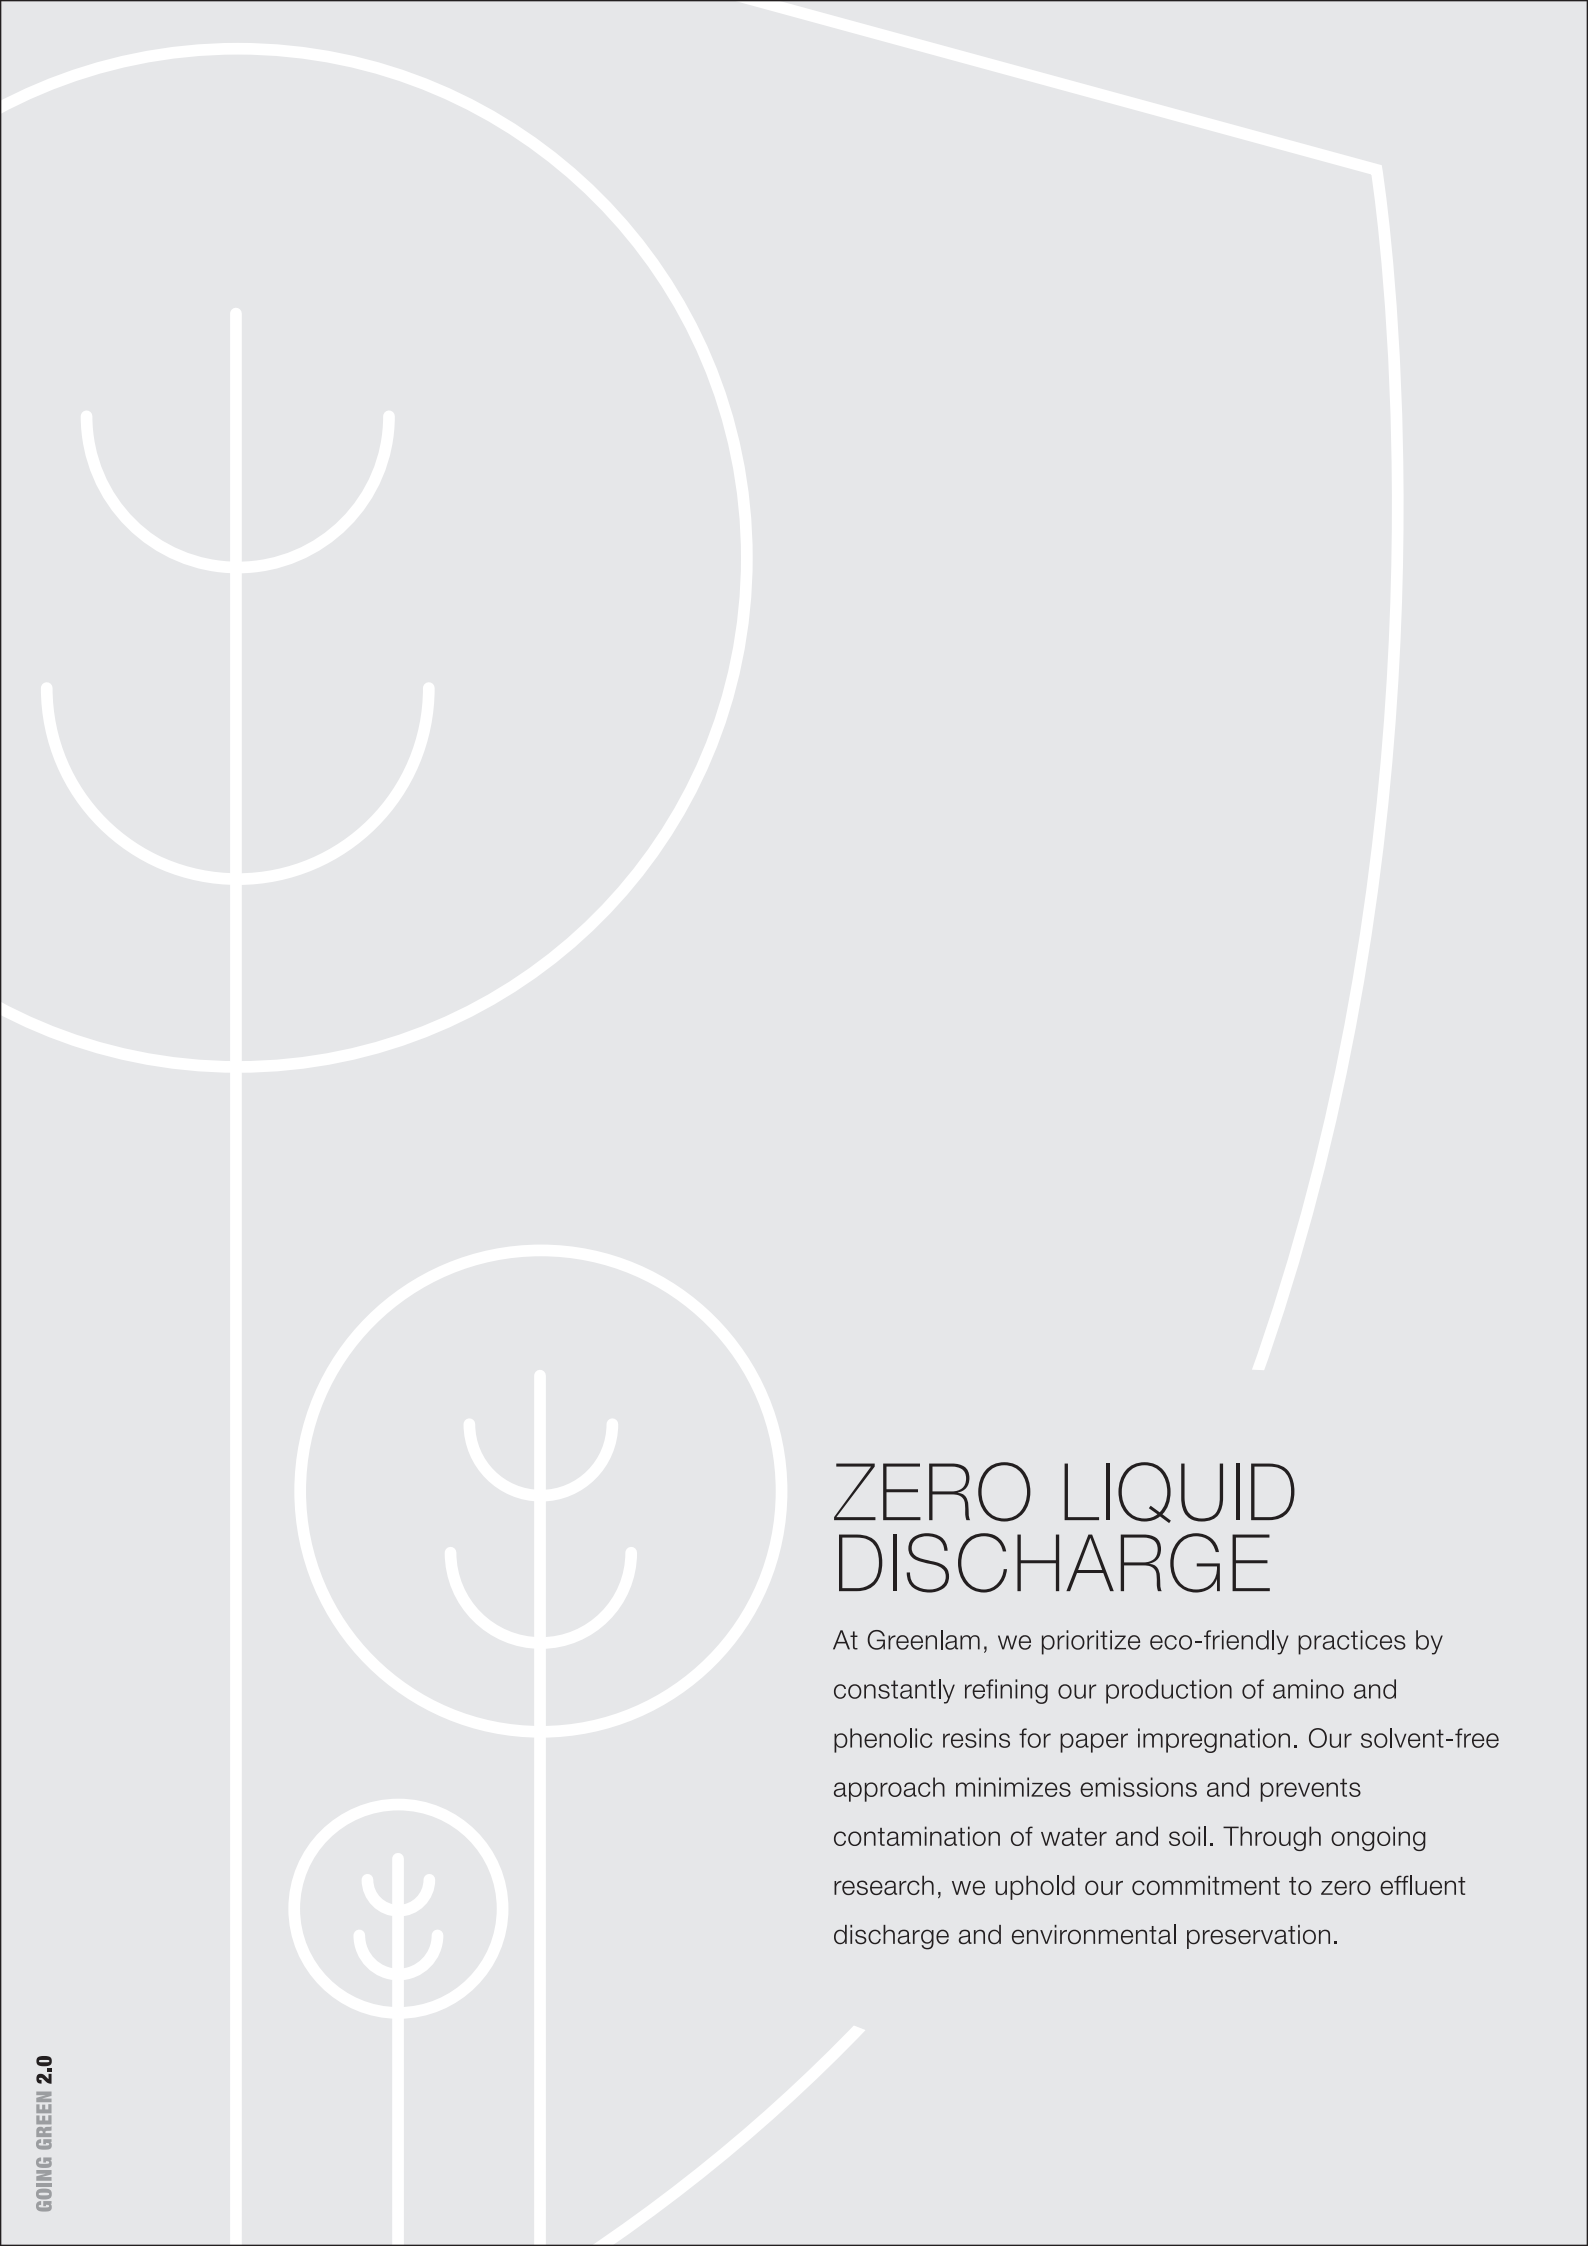 ZERO LIQUID
DISCHARGE
At Greenlam, we prioritize eco-friendly practices by
constantly refining our production of amino and
phenolic resins for paper impregnation. Our solvent-free
approach minimizes emissions and prevents
contamination of water and soil. Through ongoing
research, we uphold our commitment to zero effluent
discharge and environmental preservation.
GOING GREEN 2.0